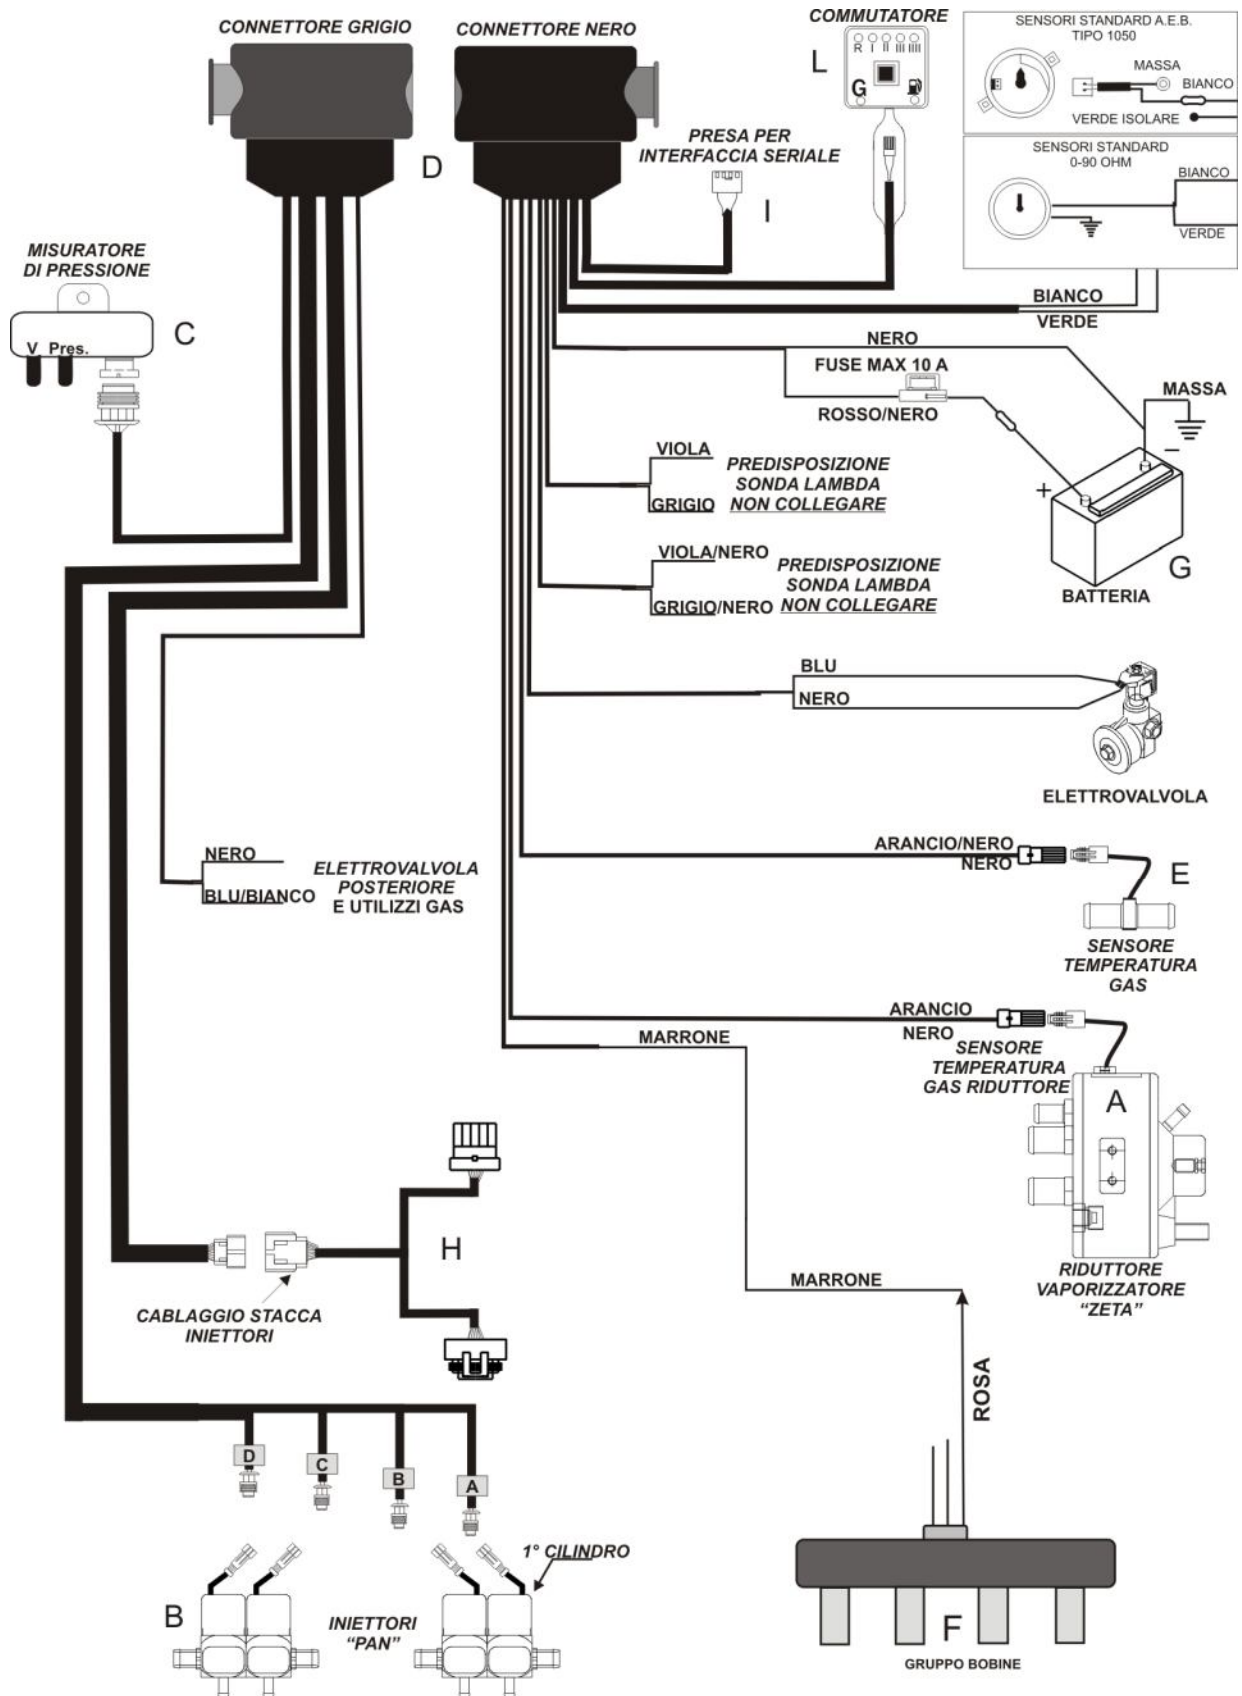 CONNETTORE GRIGIO
CONNETTORE NERO
COMMUTATORE
L
R I II III IIII
G
SENSORI STANDARD A.E.B.
TIPO 1050
MASSA
BIANCO
VERDE ISOLARE
SENSORI STANDARD
0-90 OHM
BIANCO
VERDE
D
PRESA PER
INTERFACCIA SERIALE
I
MISURATORE
DI PRESSIONE
V Pres.
C
BIANCO
VERDE
NERO
FUSE MAX 10 A
ROSSO/NERO
MASSA
−
+
G
BATTERIA
VIOLA
GRIGIO
PREDISPOSIZIONE
SONDA LAMBDA
NON COLLEGARE
VIOLA/NERO
GRIGIO/NERO
PREDISPOSIZIONE
SONDA LAMBDA
NON COLLEGARE
BLU
NERO
ELETTROVALVOLA
NERO
BLU/BIANCO
ELETTROVALVOLA
POSTERIORE
E UTILIZZI GAS
ARANCIO/NERO
NERO
E
SENSORE
TEMPERATURA
GAS
ARANCIO
NERO
SENSORE
TEMPERATURA
GAS RIDUTTORE
A
RIDUTTORE
VAPORIZZATORE
“ZETA”
MARRONE
MARRONE
ROSA
H
CABLAGGIO STACCA
INIETTORI
D
C
B
A
1° CILINDRO
B
INIETTORI
“PAN”
F
GRUPPO BOBINE